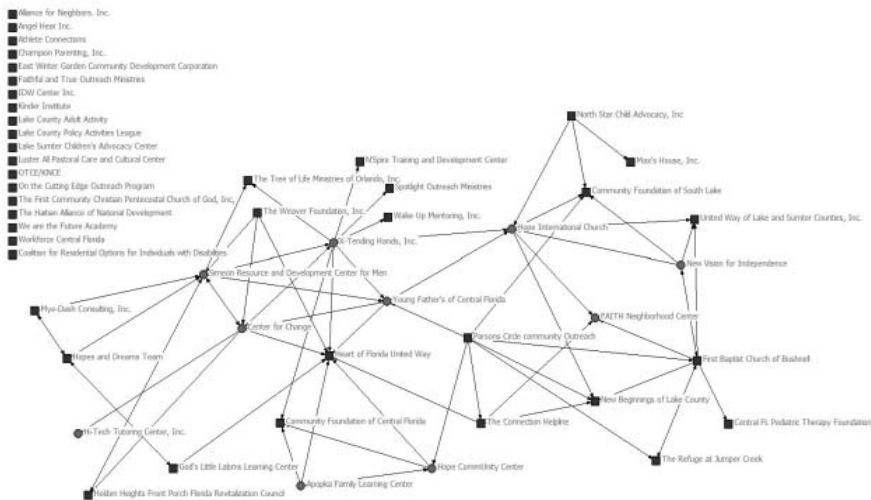 Alliance for Neighbors. Inc.
Angel Hear Inc.
Athlete Connections
Champion Parenting, Inc.
East Winter Garden Community Development Corporation
Faithful and True Outreach Ministries
IDW Center Inc.
Kinder Institute
Lake County Adult Activity
Lake County Policy Activities League
Lake Sumter Children's Advocacy Center
Luster All Pastoral Care and Cultural Center
OTCE/KNCE
On the Cutting Edge Outreach Program
The First Community Christian Pentecostal Church of God, Inc,
The Haitian Alliance of National Development
We are the Future Academy
Workforce Central Florida
Coalition for Residential Options for Individuals with Disabilities
North Star Child Advocacy, Inc
N'Spire Training and Development Center
Max's House, Inc.
The Tree of Life Ministries of Orlando, Inc.
Spotlight Outreach Ministries
Community Foundation of South Lake
The Weaver Foundation, Inc.
Wake-Up Mentoring, Inc.
United Way of Lake and Sumter Counties, Inc.
Hope International Church
X-Tending Hands, Inc.
New Vision for Independence
Simeon Resource and Development Center for Men
Young Father's of Central Florida
Mya-Dash Consulting, Inc.
FAITH Neighborhood Center
Center for Change
Parsons Circle community Outreach
Hopes and Dreams Team
Heart of Florida United Way
First Baptist Church of Bushnell
New Beginnings of Lake County
Community Foundation of Central Florida
The Connection Helpline
Central FL Pediatric Therapy Foundation
Hi-Tech Tutoring Center, Inc.
The Refuge at Jumper Creek
God's Little Labms Learning Center
Hope CommUnity Center
Apopka Family Learning Center
Holden Heights Front Porch Florida Revitalization Council